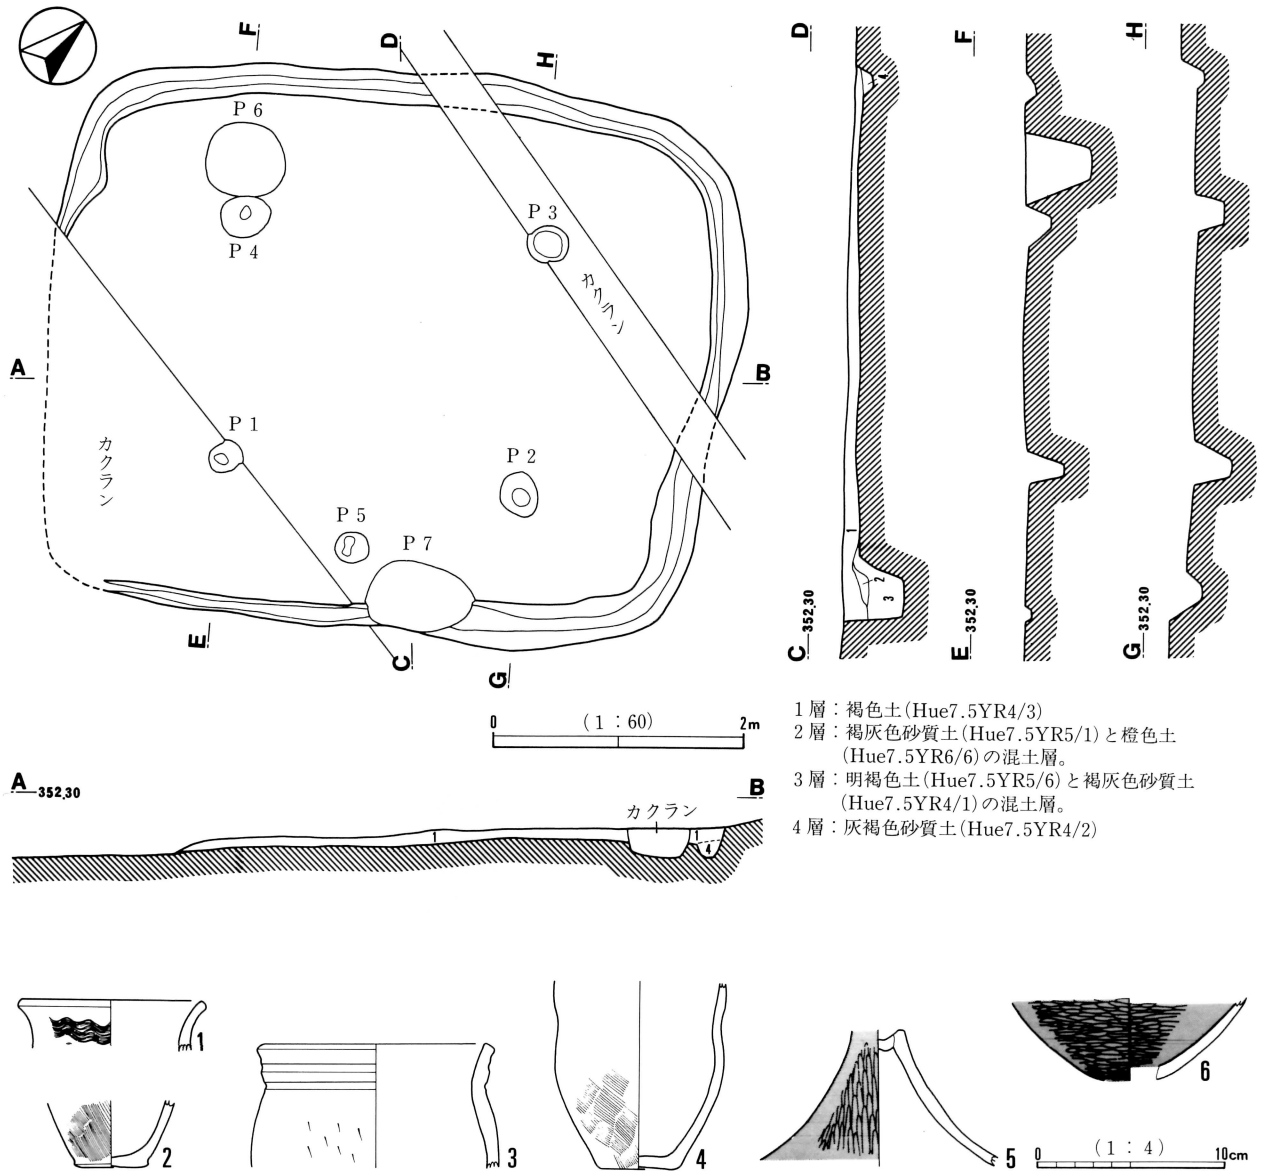 F
D
H
P 6
P 4
P 3
カクラン
A
B
P 1
カクラン
P 2
P 5
P 7
E
C
G
D
F
H
4
1
2
3
C 352.30
E 352.30
G 352.30
0 (1：60) 2m
1層：褐色土(Hue7.5YR4/3)
2層：褐灰色砂質土(Hue7.5YR5/1)と橙色土
(Hue7.5YR6/6)の混土層。
3層：明褐色土(Hue7.5YR5/6)と褐灰色砂質土
(Hue7.5YR4/1)の混土層。
4層：灰褐色砂質土(Hue7.5YR4/2)
A 352.30
B
カクラン
1
1
4
1
2
3
4
5
6
0 (1：4) 10cm